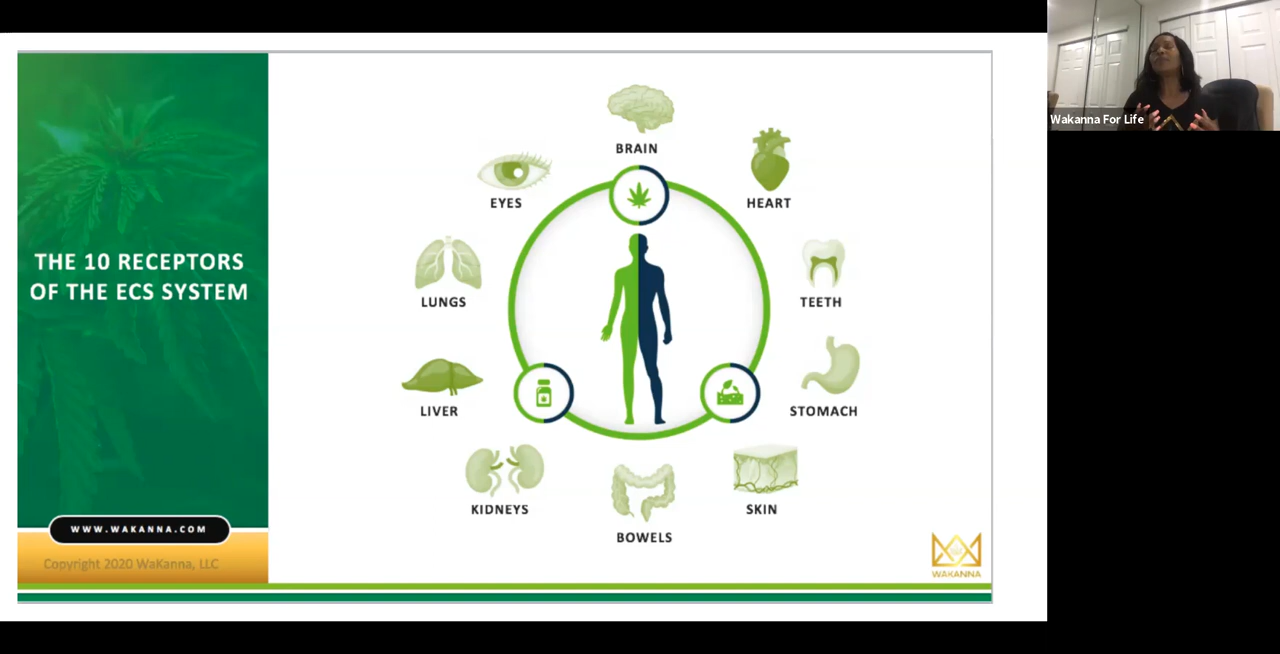 THE 10 RECEPTORS
OF THE ECS SYSTEM
WWW.WAKANNA.COM
Copyright 2020 WaKanna, LLC
BRAIN
HEART
EYES
TEETH
LUNGS
STOMACH
LIVER
SKIN
KIDNEYS
BOWELS
WAKANNA
Wakanna For Life